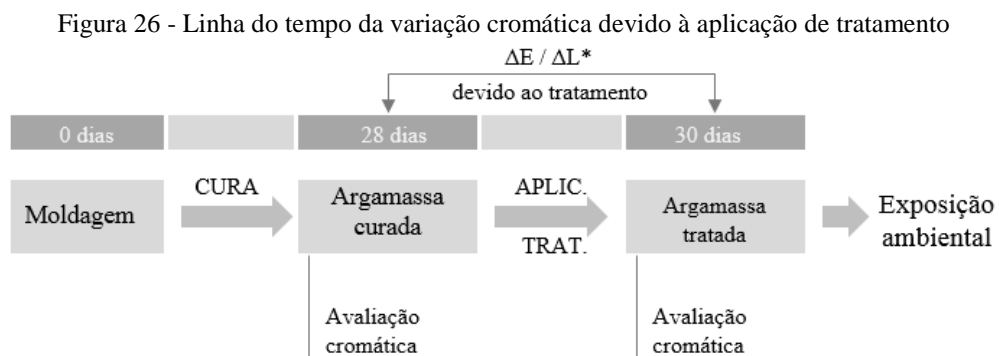 Figura 26 - Linha do tempo da variação cromática devido à aplicação de tratamento
ΔE / ΔL*
devido ao tratamento
0 dias
28 dias
30 dias
Moldagem
CURA
Argamassa
curada
APLIC.
TRAT.
Argamassa
tratada
Exposição
ambiental
Avaliação
cromática
Avaliação
cromática